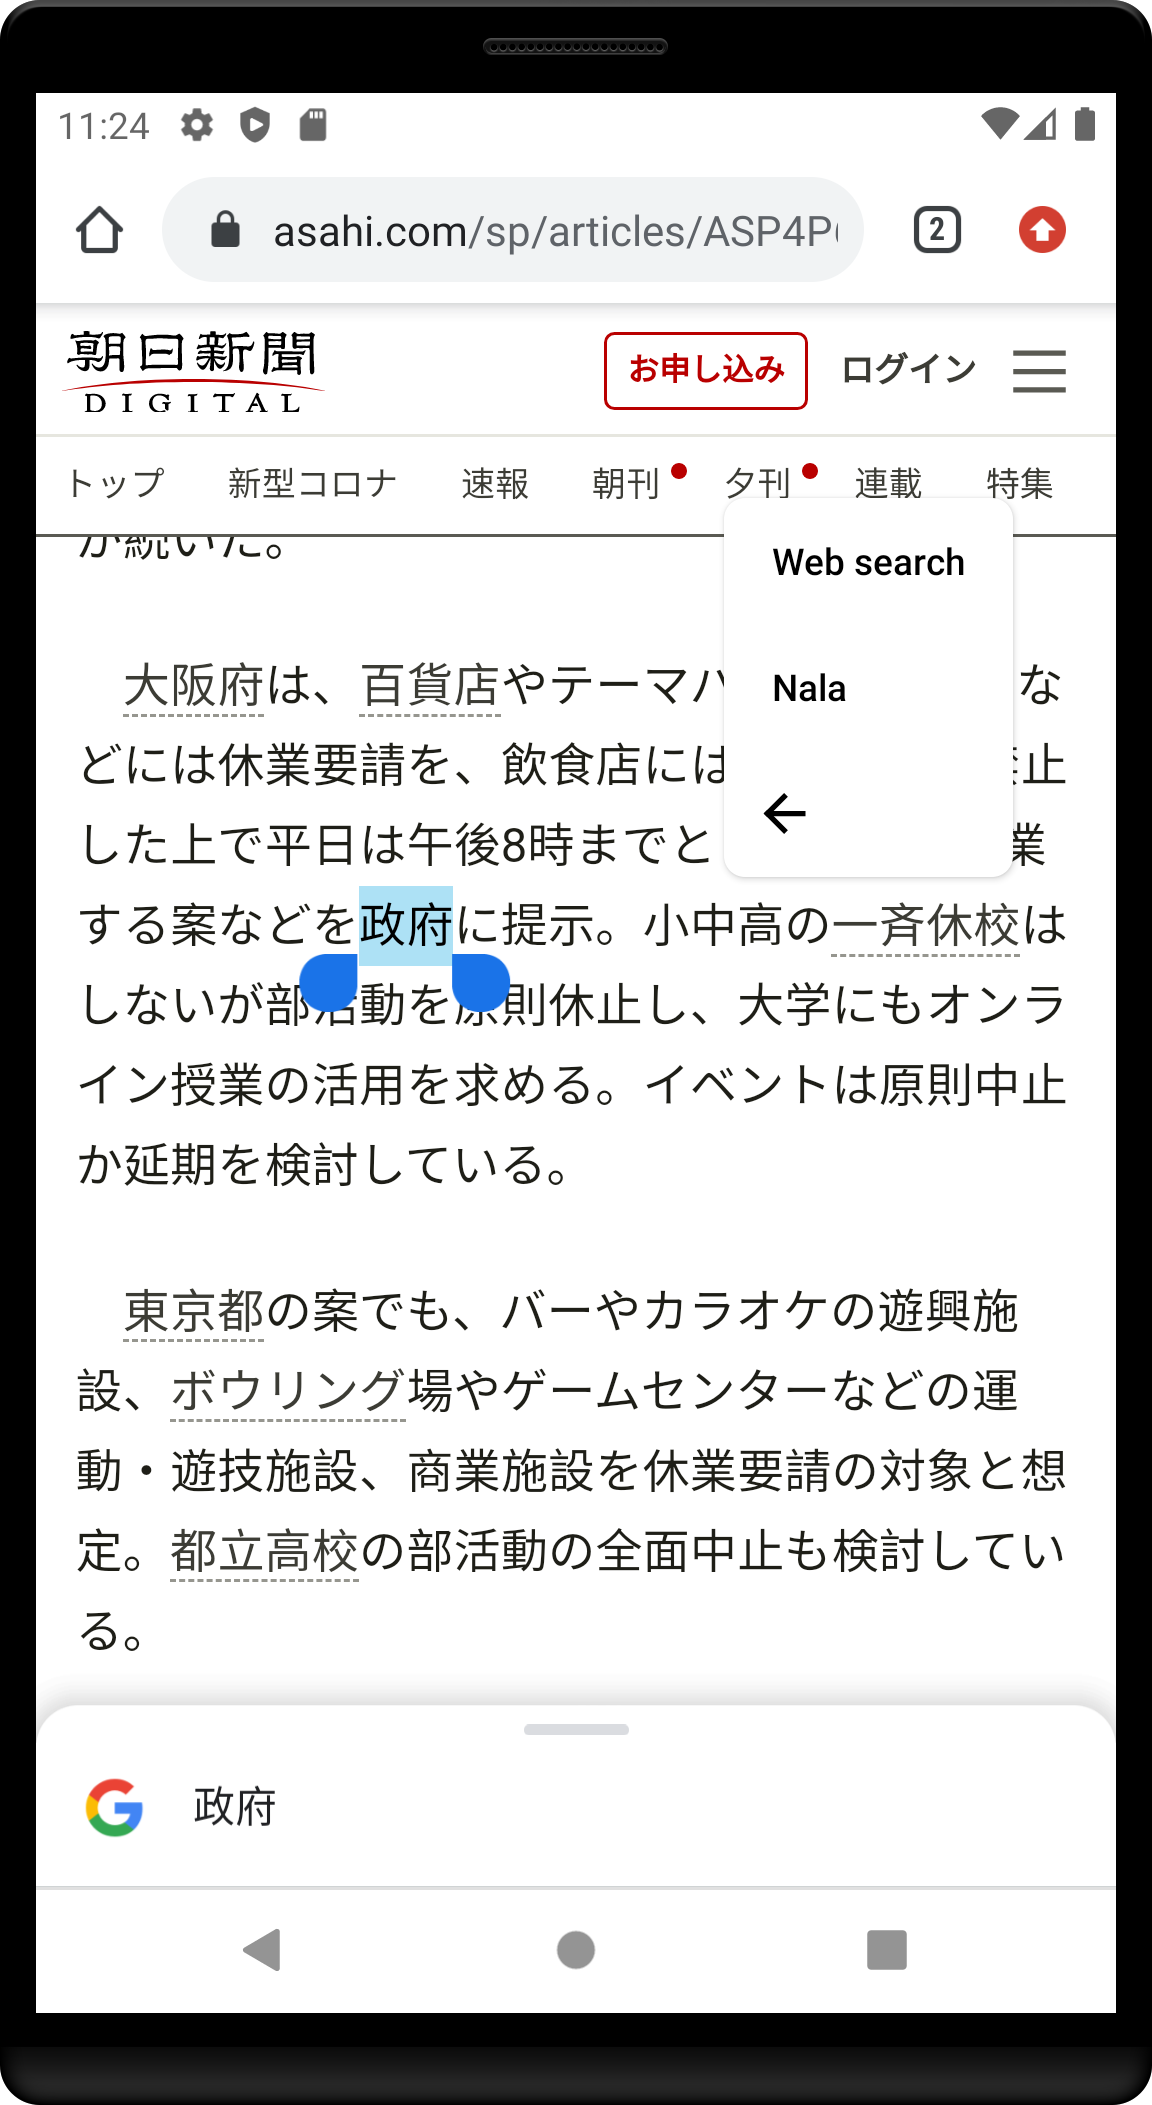 11:24
asahi.com/sp/articles/ASP4P
2
朝日新聞
DIGITAL
お申し込み
ログイン
トップ 新型コロナ 速報 朝刊 夕刊 連載 特集
が続いた。
Web search
Nala
大阪府は、百貨店やテーマパ な
どには休業要請を、飲食店には 禁止
した上で平日は午後8時までと 業
する案などを政府に提示。小中高の一斉休校は
しないが部活動を原則休止し、大学にもオンラ
イン授業の活用を求める。イベントは原則中止
か延期を検討している。
東京都の案でも、バーやカラオケの遊興施
設、ボウリング場やゲームセンターなどの運
動・遊技施設、商業施設を休業要請の対象と想
定。都立高校の部活動の全面中止も検討してい
る。
政府